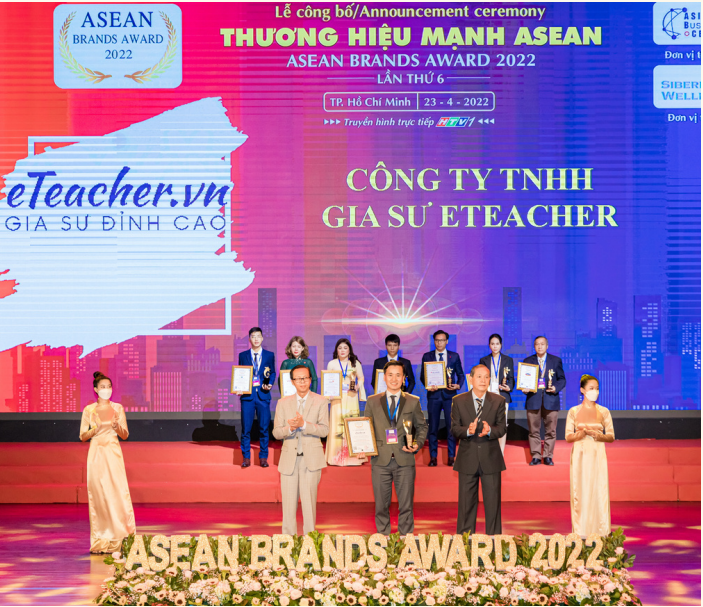 ASEAN
BRANDS AWARD
2022
Lễ công bố/Announcement ceremony
THƯƠNG HIỆU MẠNH ASEAN
ASEAN BRANDS AWARD 2022
LẦN THỨ 6
TP. Hồ Chí Minh | 23 - 4 - 2022
Truyền hình trực tiếp HTV1
Đơn vị
Đơn vị
eTeacher.vn
GIA SƯ ĐỈNH CAO
CÔNG TY TNHH
GIA SƯ ETEACHER
ASEAN BRANDS AWARD 2022